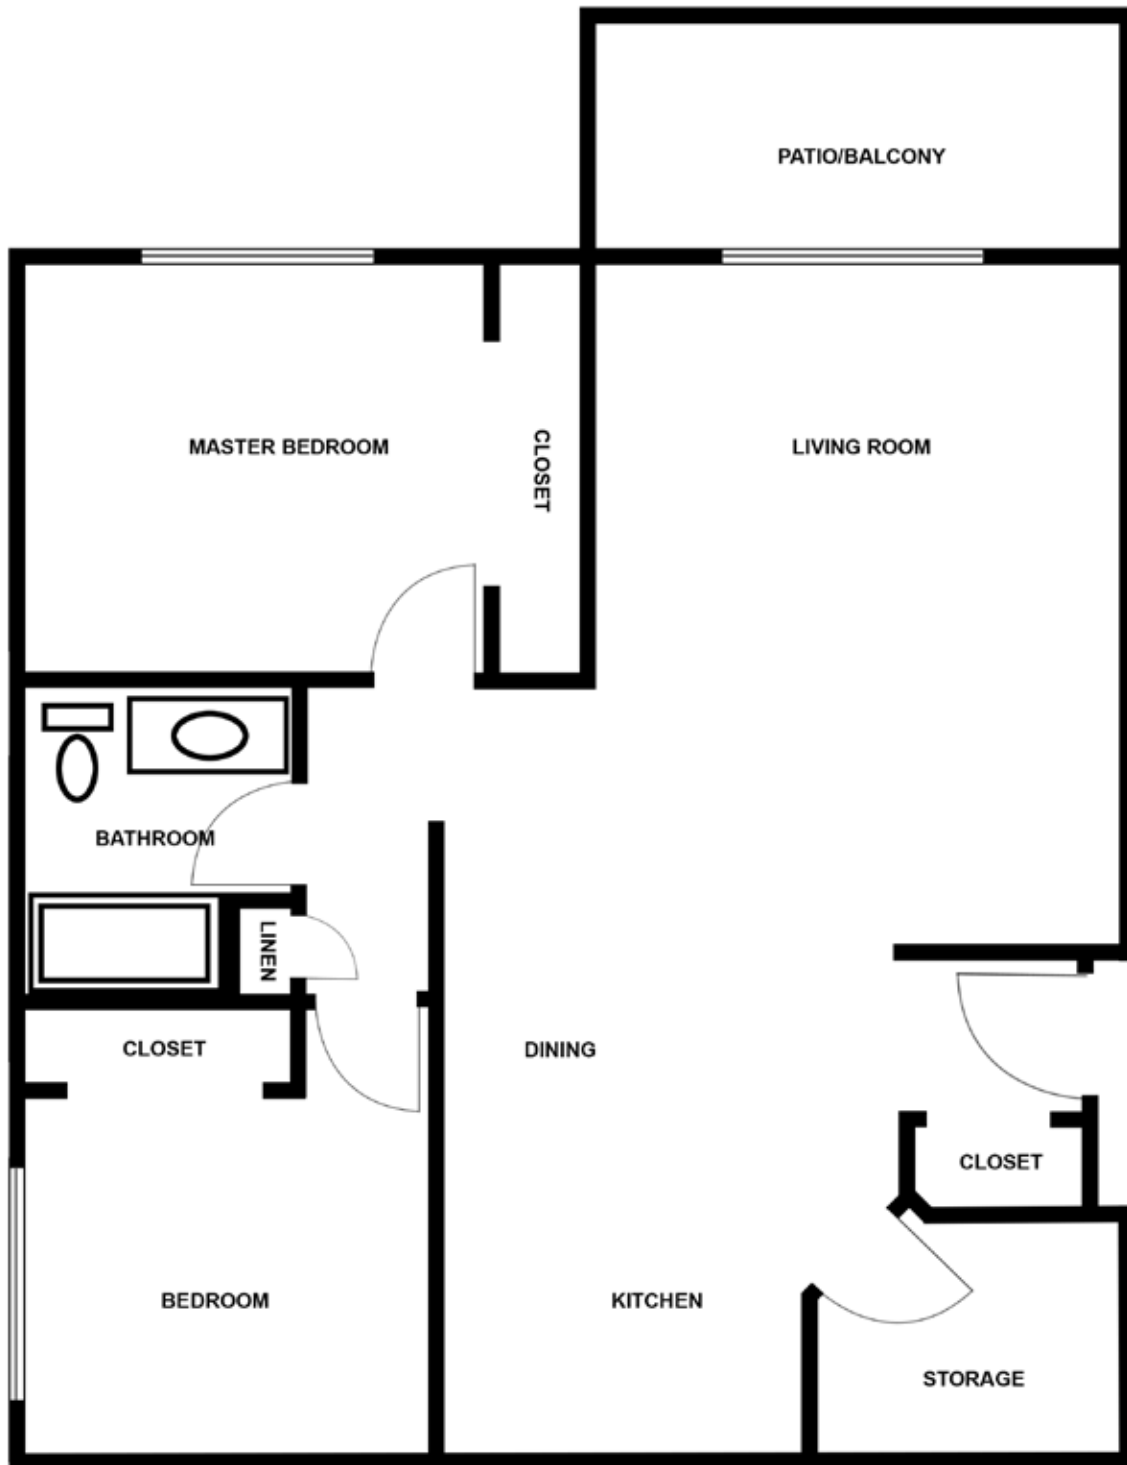 PATIO/BALCONY
MASTER BEDROOM
CLOSET
LIVING ROOM
BATHROOM
LINEN
CLOSET
DINING
CLOSET
BEDROOM
KITCHEN
STORAGE